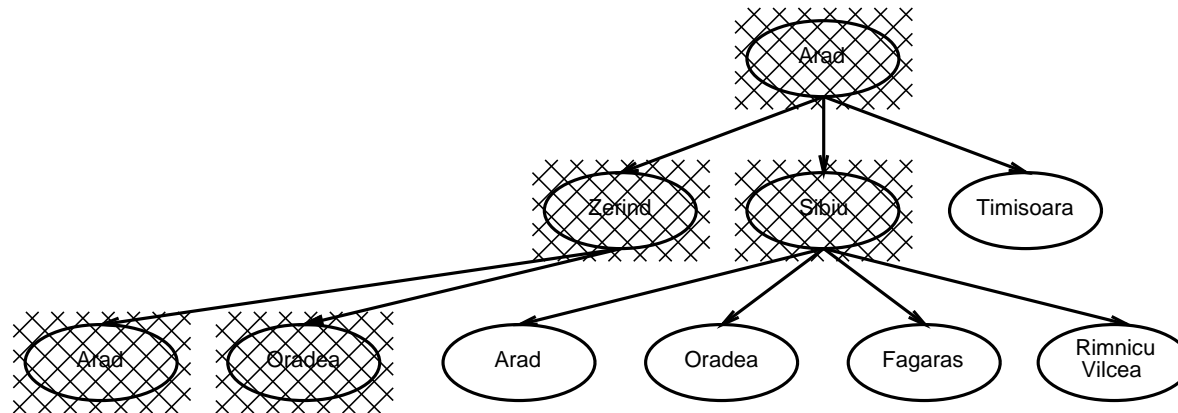 Arad
Zerind
Sibiu
Timisoara
Arad
Oradea
Arad
Oradea
Fagaras
Rimnicu
Vilcea